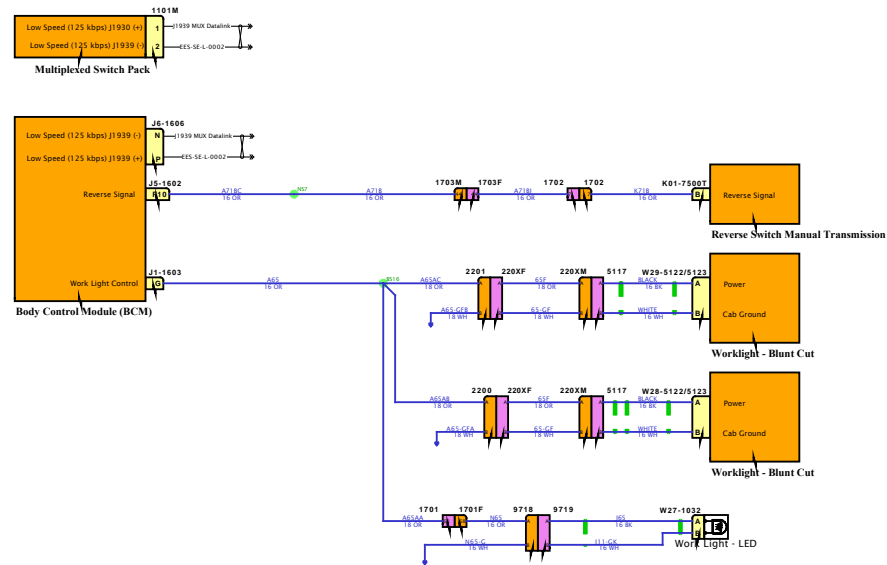 1101M
Low Speed (125 kbps) J1930 (+)
1
J1939 MUX Datalink
Low Speed (125 kbps) J1939 (-)
2
EES-SE-L-0002
Multiplexed Switch Pack
J6-1606
Low Speed (125 kbps) J1939 (-)
N
J1939 MUX Datalink
Low Speed (125 kbps) J1939 (+)
P
EES-SE-L-0002
J5-1602
1703M 1703F 1702 1702 K01-7500T
Reverse Signal
F10
A718C
16 OR
NS7
A718
16 OR
A718J
16 OR
K718
16 OR
B
Reverse Signal
Reverse Switch Manual Transmission
J1-1603
2201 220XF 220XM 5117 W29-5122/5123
Work Light Control
G
A65
16 OR
BS16
A65AC
18 OR
A
A
65F
18 OR
A
A
BLACK
16 BK
A
Power
A65-GFB
18 WH
B
B
65-GF
18 WH
B
B
WHITE
16 WH
B
Cab Ground
Body Control Module (BCM)
Worklight - Blunt Cut
2200 220XF 220XM 5117 W28-5122/5123
A65AB
18 OR
A
A
65F
18 OR
A
A
BLACK
16 BK
A
Power
A65-GFA
18 WH
B
B
65-GF
18 WH
B
B
WHITE
16 WH
B
Cab Ground
Worklight - Blunt Cut
1701 1701F 9718 9719 W27-1032
A65AA
18 OR
N65
16 OR
A
A
J65
16 BK
A
N65-G
16 WH
B
B
J11-GK
16 WH
B
Work Light - LED